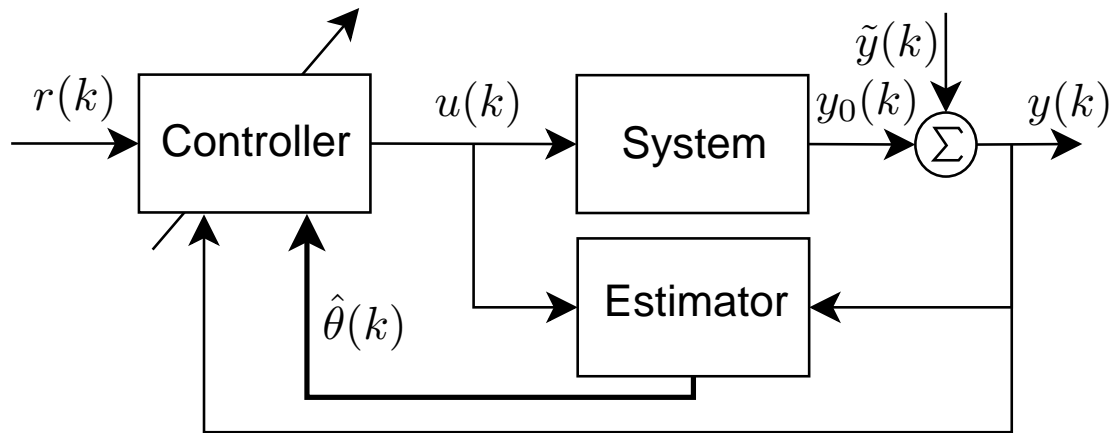 r(k)
Controller
u(k)
System
y₀(k)
ỹ(k)
Σ
y(k)
Estimator
θ̂(k)